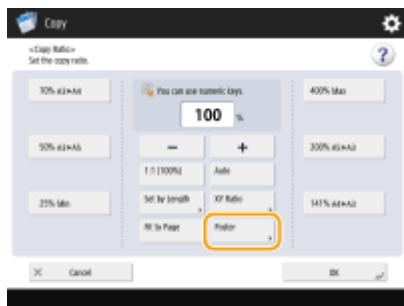 Copy
<Copy Ratio>
Set the copy ratio.
?
70% A3►A4
You can use numeric keys.
400% Max
100 %
50% A3►A5
−
+
200% A5►A3
1:1 (100%)
Auto
25% Min
Set by Length
XY Ratio
141% A4►A3
Fit to Page
Poster
× Cancel
OK